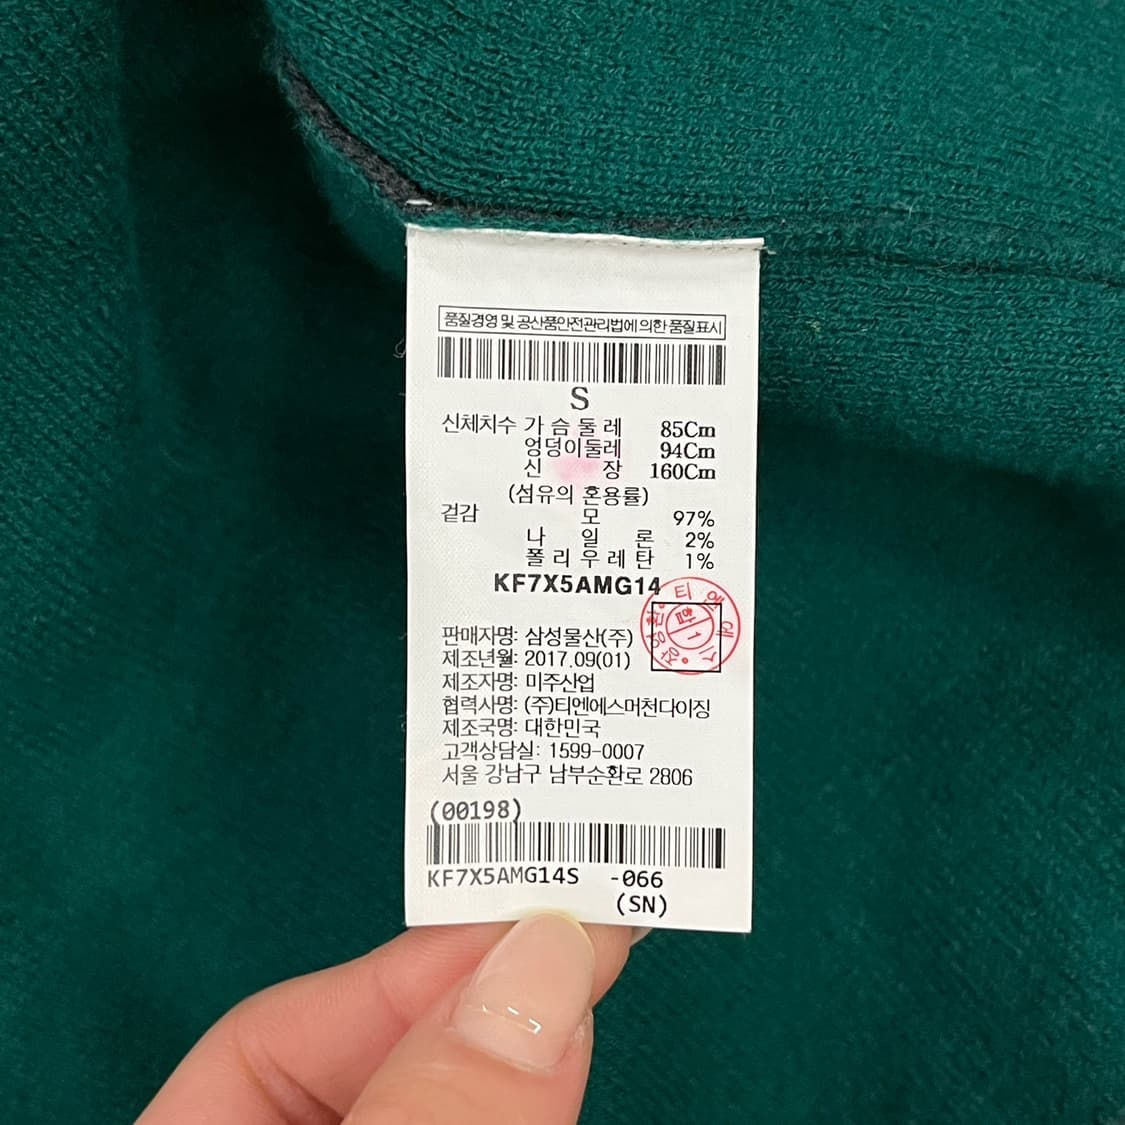 품질경영 및 공산품안전관리법에 의한 품질표시
S
신체치수 가 슴 둘 레 85Cm
엉덩이둘레 94Cm
신 장 160Cm
(섬유의 혼용률)
겉감 모 97%
나 일 론 2%
폴 리 우 레 탄 1%
KF7X5AMG14
티엔에스
합1
판매자명: 삼성물산(주)
제조년월: 2017.09(01)
제조자명: 미주산업
협력사명: (주)티엔에스머천다이징
제조국명: 대한민국
고객상담실: 1599-0007
서울 강남구 남부순환로 2806
(00198)
KF7X5AMG14S -066
(SN)